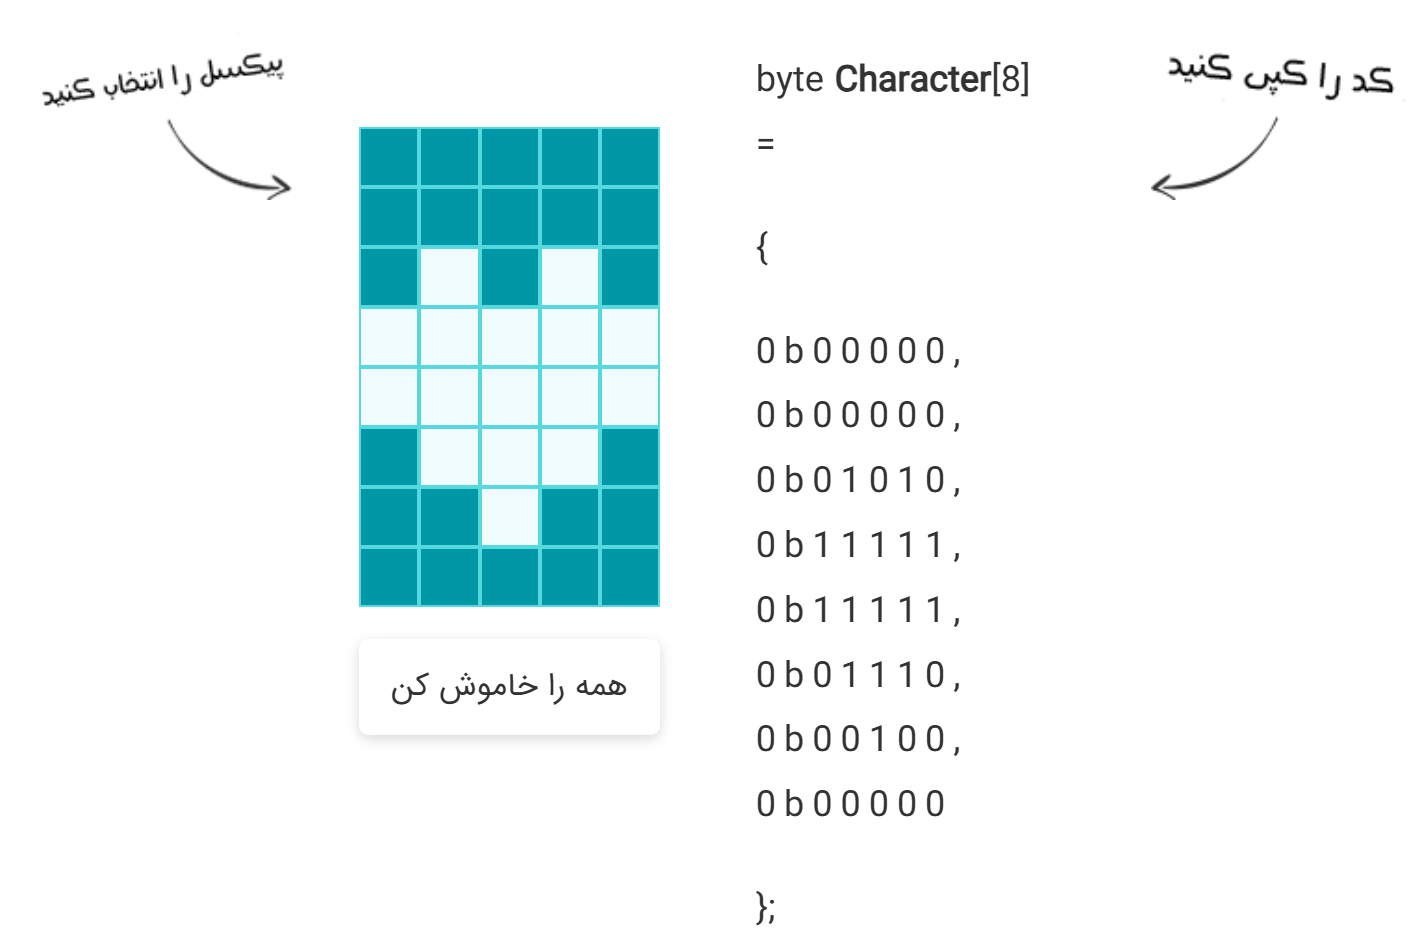 پیکسل را انتخاب کنید
همه را خاموش کن
کد را کپی کنید
byte Character[8]
=
{
0b00000,
0b00000,
0b01010,
0b11111,
0b11111,
0b01110,
0b00100,
0b00000
};